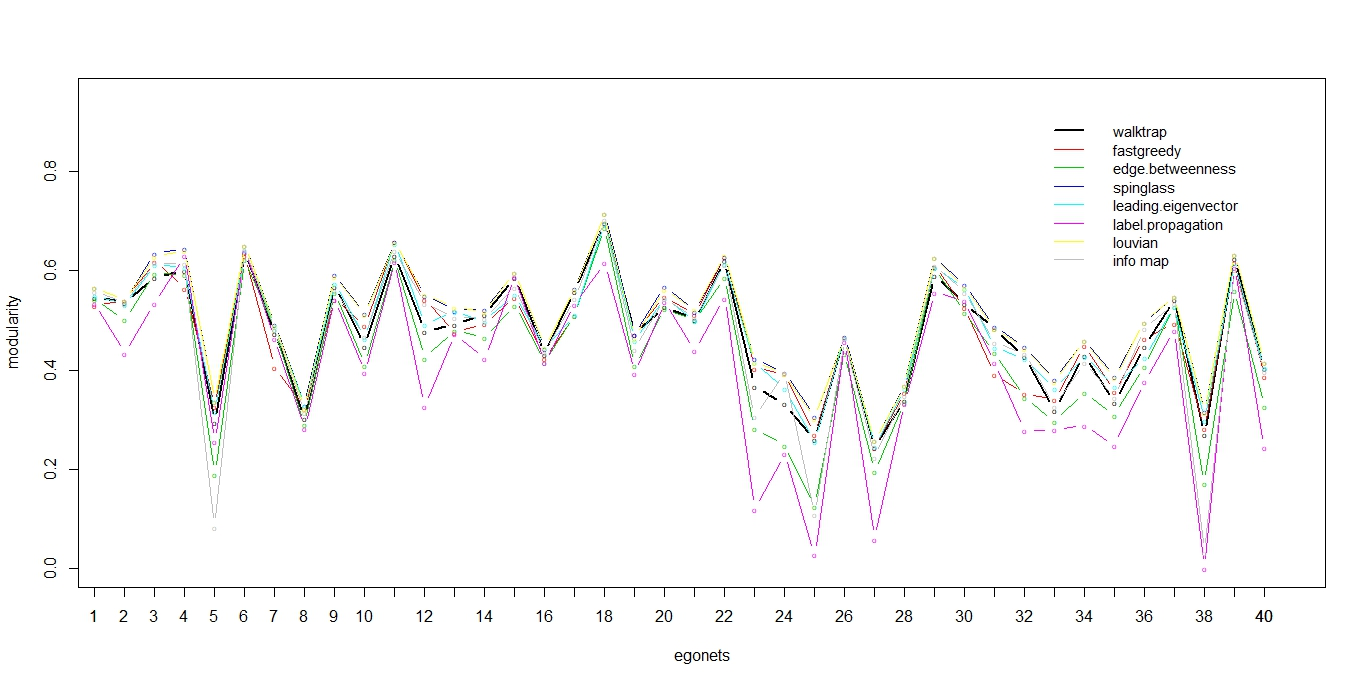 walktrap
fastgreedy
edge.betweenness
spinglass
leading.eigenvector
label.propagation
louvian
info map
modularity
0.8
0.6
0.4
0.2
0.0
1 2 3 4 5 6 7 8 9 10 12 14 16 18 20 22 24 26 28 30 32 34 36 38 40
egonets